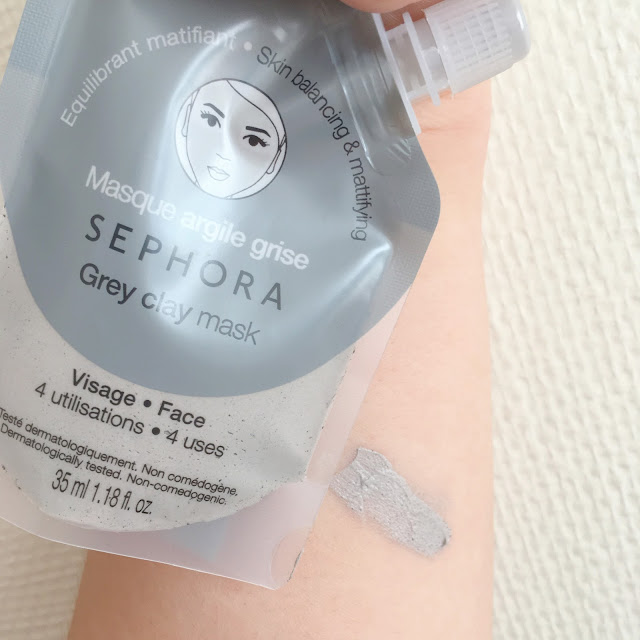 Equilibrant matifiant • Skin balancing & mattifying
Masque argile grise
SEPHORA
Grey clay mask
Visage • Face
4 utilisations • 4 uses
Testé dermatologiquement. Non comédogène.
Dermatologically tested. Non-comedogenic.
35 ml 1.18 fl. oz